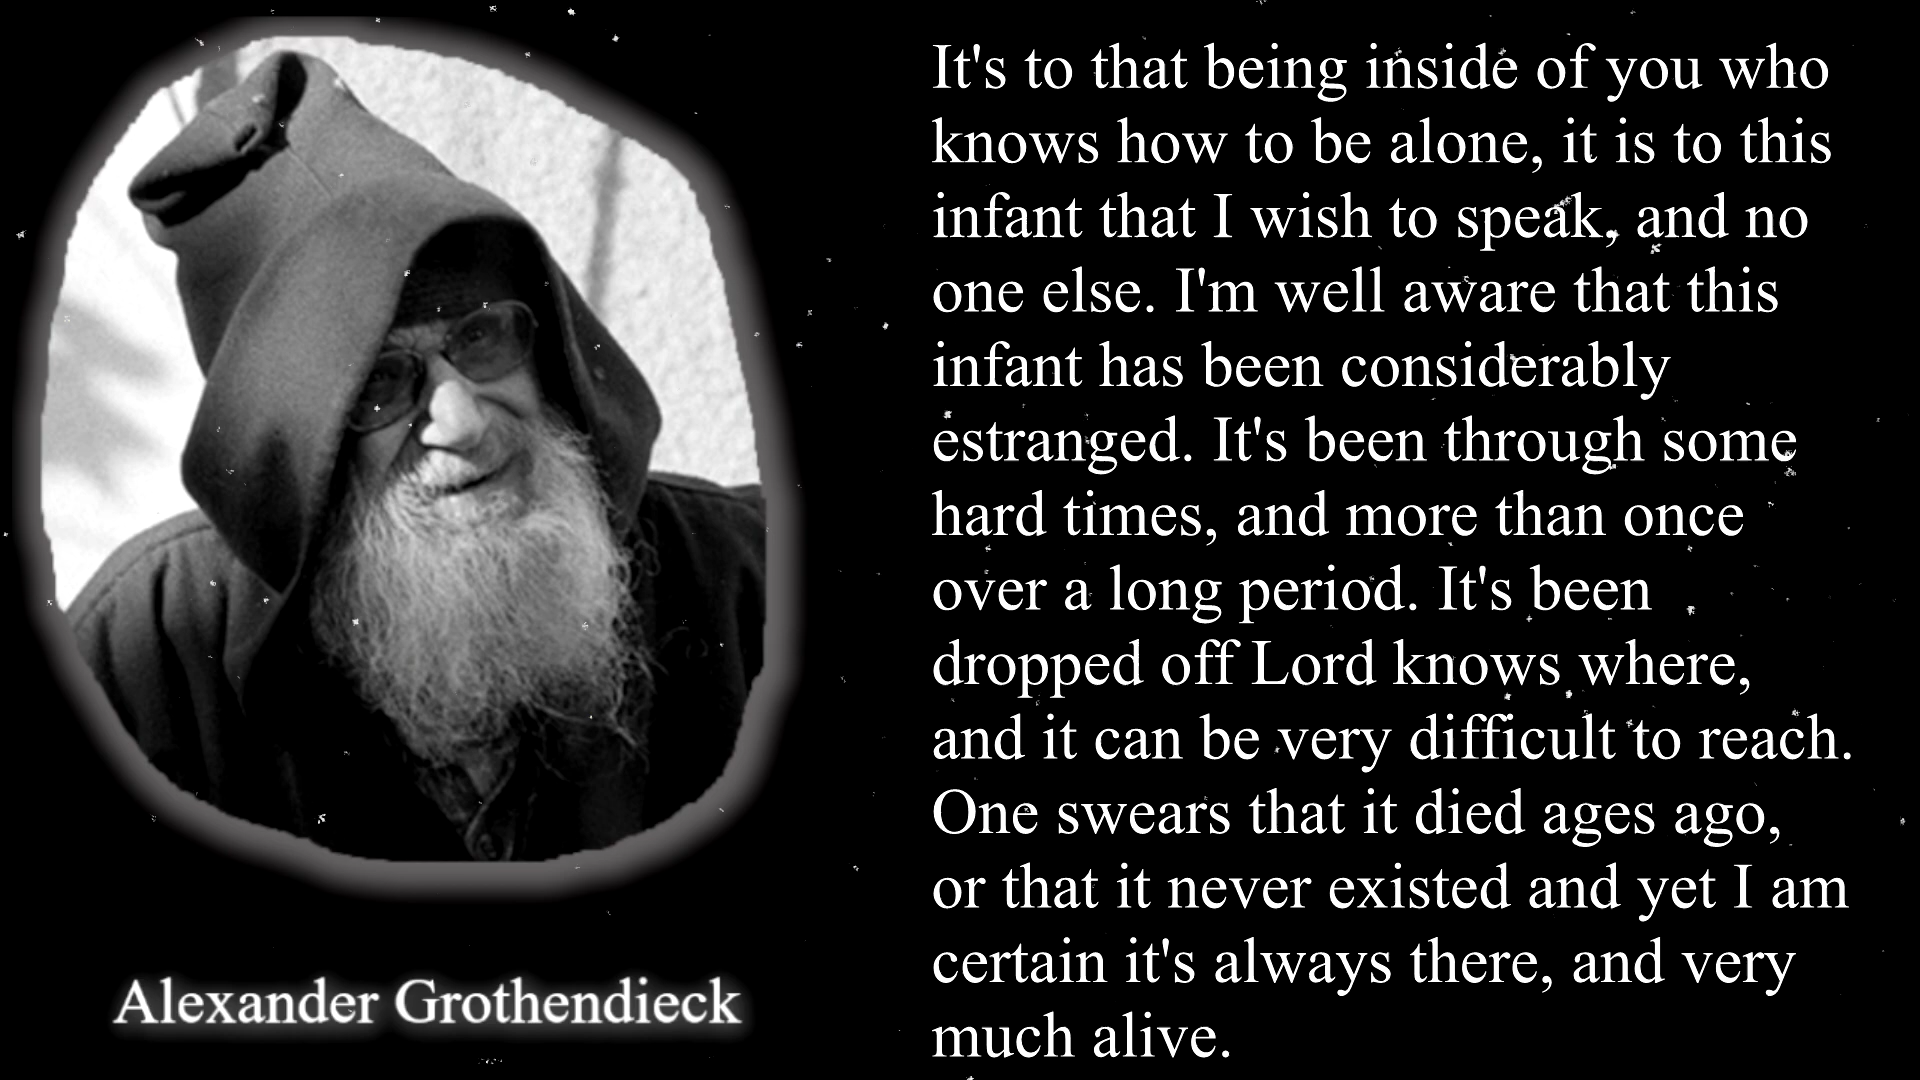 It's to that being inside of you who
knows how to be alone, it is to this
infant that I wish to speak, and no
one else. I'm well aware that this
infant has been considerably
estranged. It's been through some
hard times, and more than once
over a long period. It's been
dropped off Lord knows where,
and it can be very difficult to reach.
One swears that it died ages ago,
or that it never existed and yet I am
certain it's always there, and very
much alive.
Alexander Grothendieck